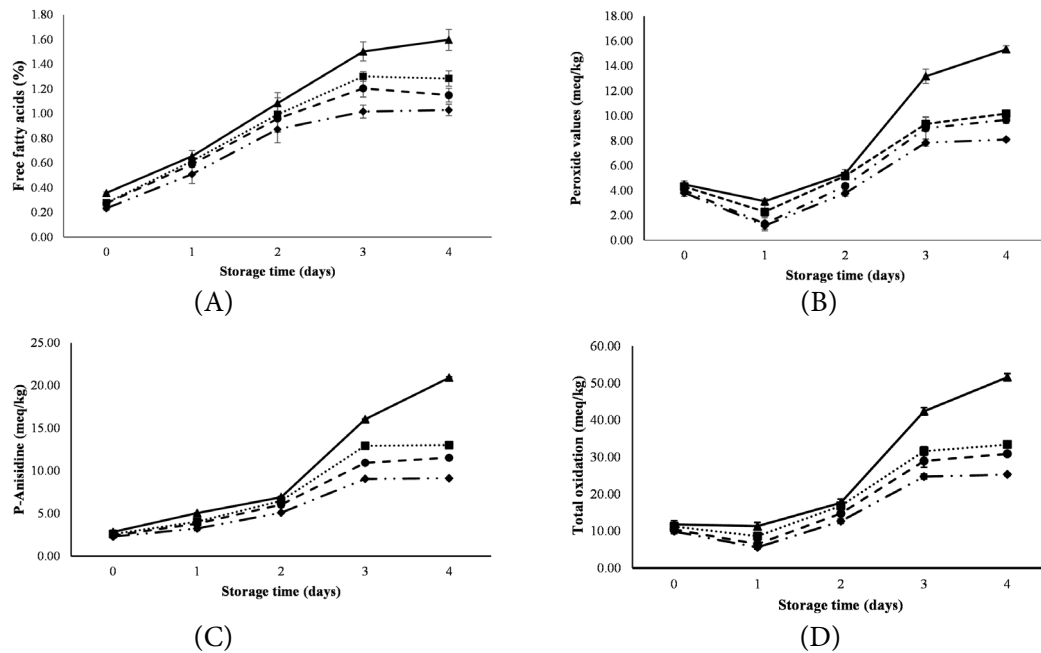 1.80
1.60
1.40
1.20
1.00
0.80
0.60
0.40
0.20
0.00
Free fatty acids (%)
0 1 2 3 4
Storage time (days)
(A)
18.00
16.00
14.00
12.00
10.00
8.00
6.00
4.00
2.00
0.00
Peroxide values (meq/kg)
0 1 2 3 4
Storage time (days)
(B)
25.00
20.00
15.00
10.00
5.00
0.00
P.Anisidine (meq/kg)
0 1 2 3 4
Storage time (days)
(C)
60.00
50.00
40.00
30.00
20.00
10.00
0.00
Total oxidation (meq/kg)
0 1 2 3 4
Storage time (days)
(D)